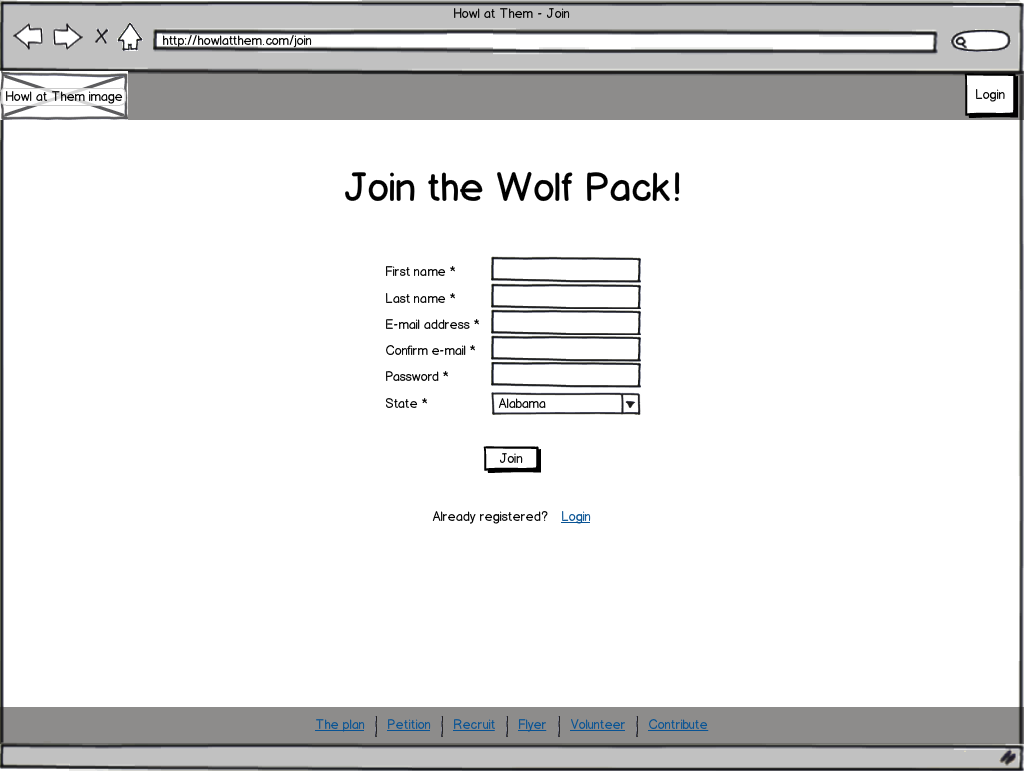 Howl at Them - Join
http://howlatthem.com/join
Howl at Them image
Login
Join the Wolf Pack!
First name *
Last name *
E-mail address *
Confirm e-mail *
Password *
State *
Alabama
Join
Already registered? Login
The plan | Petition | Recruit | Flyer | Volunteer | Contribute